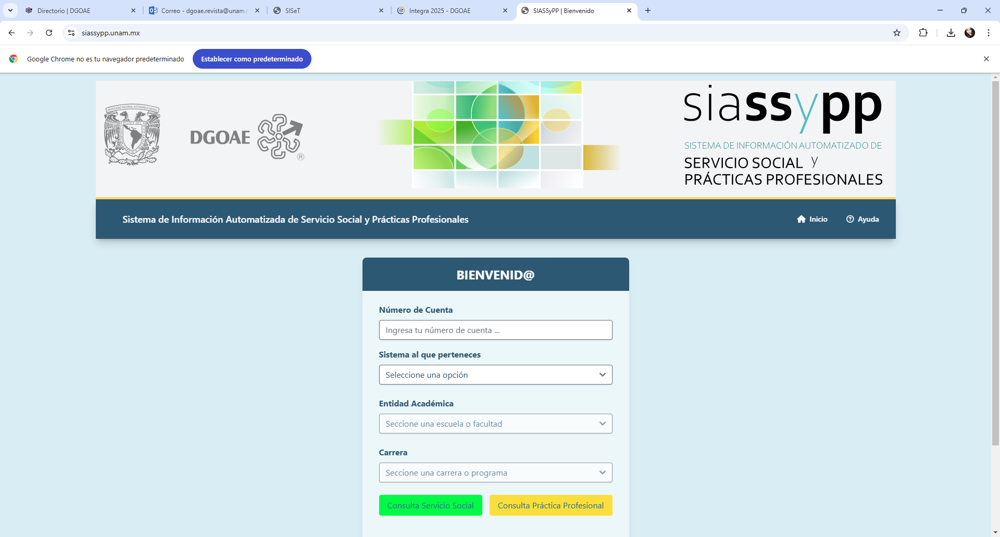 Directorio | DGOAE
Correo - dgoae.revista@unam.n
SISeT
Integra 2025 - DGOAE
SIASSyPP | Bienvenido
siassypp.unam.mx
Google Chrome no es tu navegador predeterminado
Establecer como predeterminado
DGOAE
®
siassypp
SISTEMA DE INFORMACIÓN AUTOMATIZADO DE
SERVICIO SOCIAL y
PRÁCTICAS PROFESIONALES
Sistema de Información Automatizada de Servicio Social y Prácticas Profesionales
Inicio
Ayuda
BIENVENID@
Número de Cuenta
Ingresa tu número de cuenta ...
Sistema al que perteneces
Seleccione una opción
Entidad Académica
Seccione una escuela o facultad
Carrera
Seccione una carrera o programa
Consulta Servicio Social
Consulta Práctica Profesional